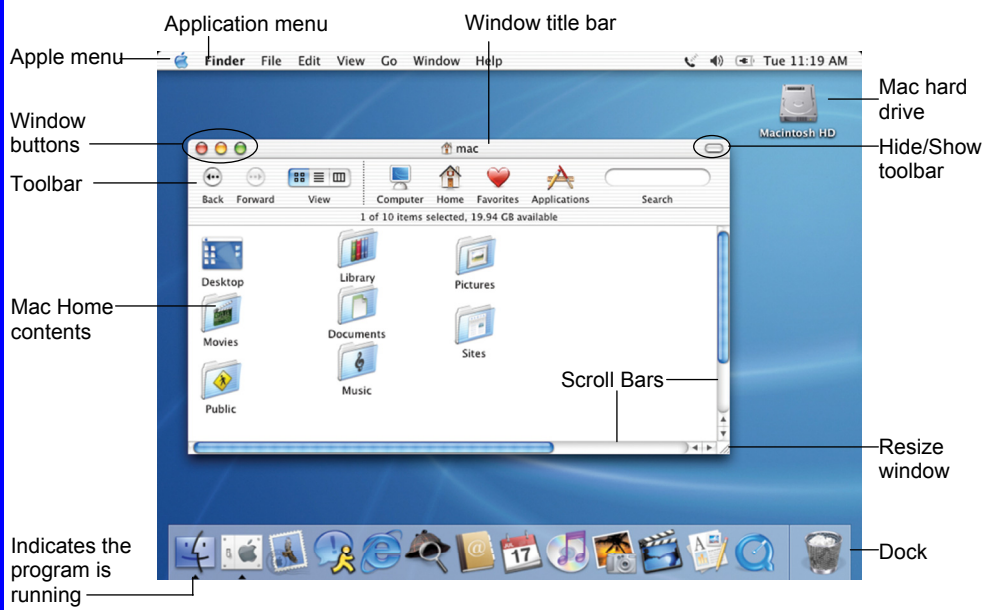 Application menu
Window title bar
Apple menu
Finder File Edit View Go Window Help
Tue 11:19 AM
Mac hard
drive
Macintosh HD
Window
buttons
mac
Hide/Show
toolbar
Toolbar
Back Forward View Computer Home Favorites Applications Search
1 of 10 items selected, 19.94 GB available
Desktop
Library
Pictures
Mac Home
contents
Movies
Documents
Sites
Public
Music
Scroll Bars
Resize
window
17
Dock
Indicates the
program is
running